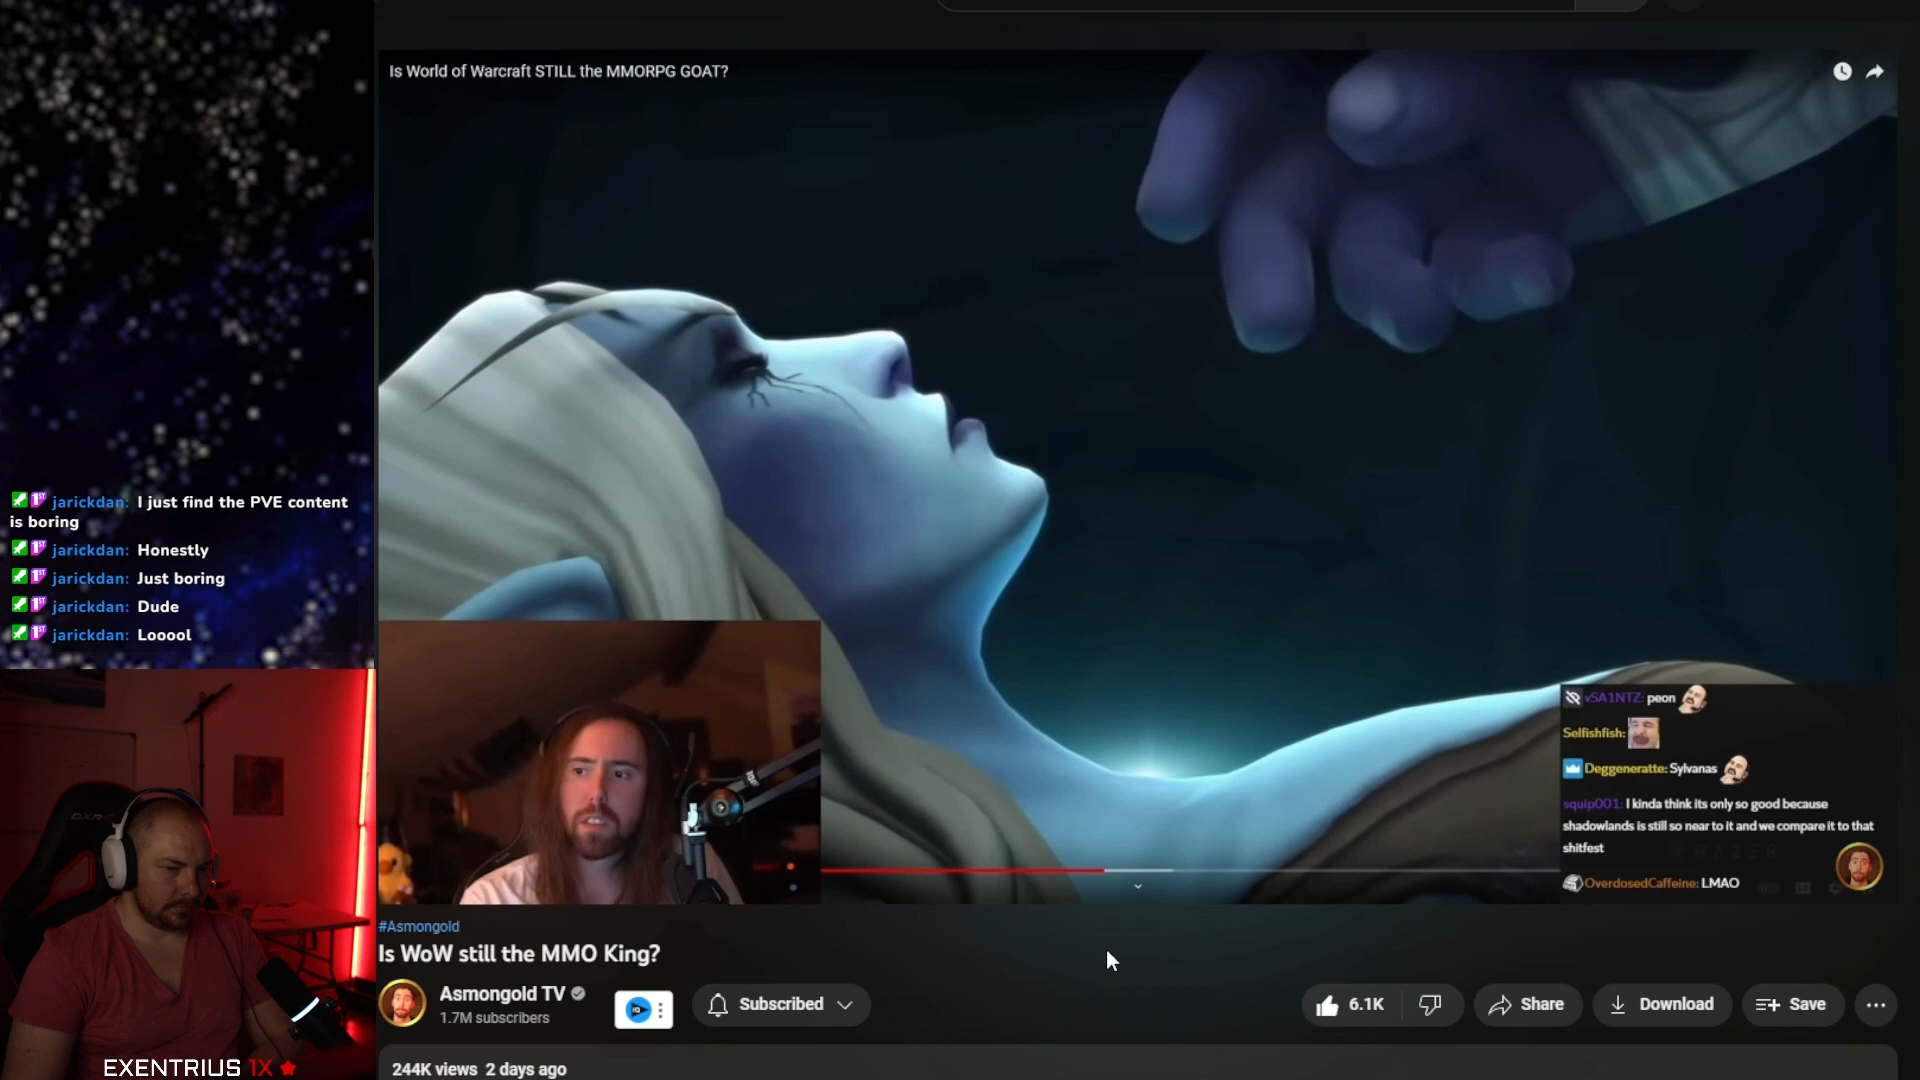 Is World of Warcraft STILL the MMORPG GOAT?
jarickdan: I just find the PVE content
is boring
jarickdan: Honestly
jarickdan: Just boring
jarickdan: Dude
jarickdan: Looool
vSA1NTZ: peon
Selfishfish:
Deggeneratte: Sylvanas
squip001: I kinda think its only so good because
shadowlands is still so near to it and we compare it to that
shitfest
OverdosedCaffeine: LMAO
#Asmongold
Is WoW still the MMO King?
Asmongold TV
1.7M subscribers
Subscribed
6.1K
Share
Download
Save
244K views 2 days ago
EXENTRIUS 1X